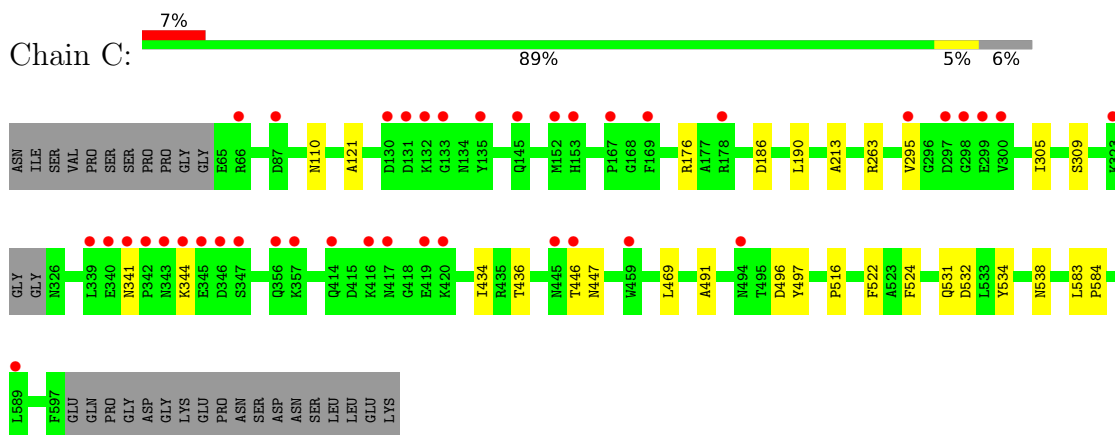 7%
Chain C:
89% 5% 6%
ASN ILE SER VAL PRO SER SER PRO PRO GLY GLY E65 R66 D87 N110 A121 D130 D131 K132 G133 N134 Y135 Q145 M152 H153 P167 G168 F169 R176 A177 R178 D186 L190 A213 R263 V295 G296 D297 G298 E299 V300 I305 S309 K323
GLY GLY N326 L339 E340 N341 P342 N343 K344 E345 D346 S347 Q356 K357 Q414 D415 K416 N417 G418 E419 K420 I434 R435 T436 N445 T446 N447 W459 L469 A491 N494 T495 D496 Y497 P516 F522 A523 F524 Q531 D532 L533 Y534 N538 L583 P584
L589 F597 GLU GLN PRO GLY ASP GLY LYS GLU PRO ASN SER ASP ASN SER LEU LEU GLU LYS